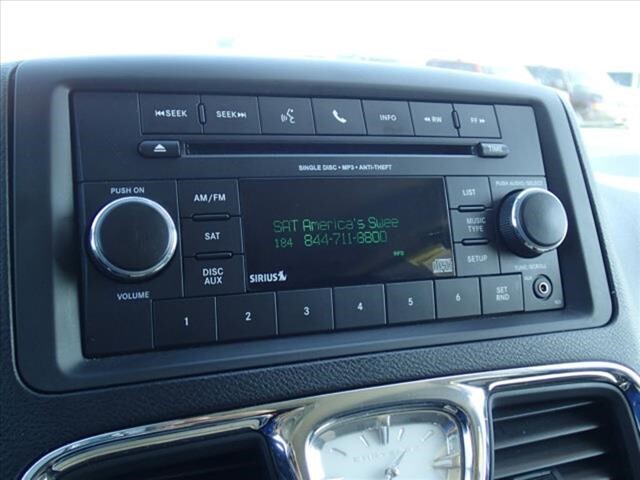 SEEK
SEEK
INFO
RW
FF
TIME
SINGLE DISC • MP3 • ANTI-THEFT
PUSH ON
VOLUME
AM/FM
SAT
DISC
AUX
SAT America's Swee
184 844-711-8800
INFO
SIRIUS
LIST
MUSIC
TYPE
SETUP
PUSH AUDIO/SELECT
TUNE/SCROLL
1
2
3
4
5
6
SET
RND
CHRYSLER